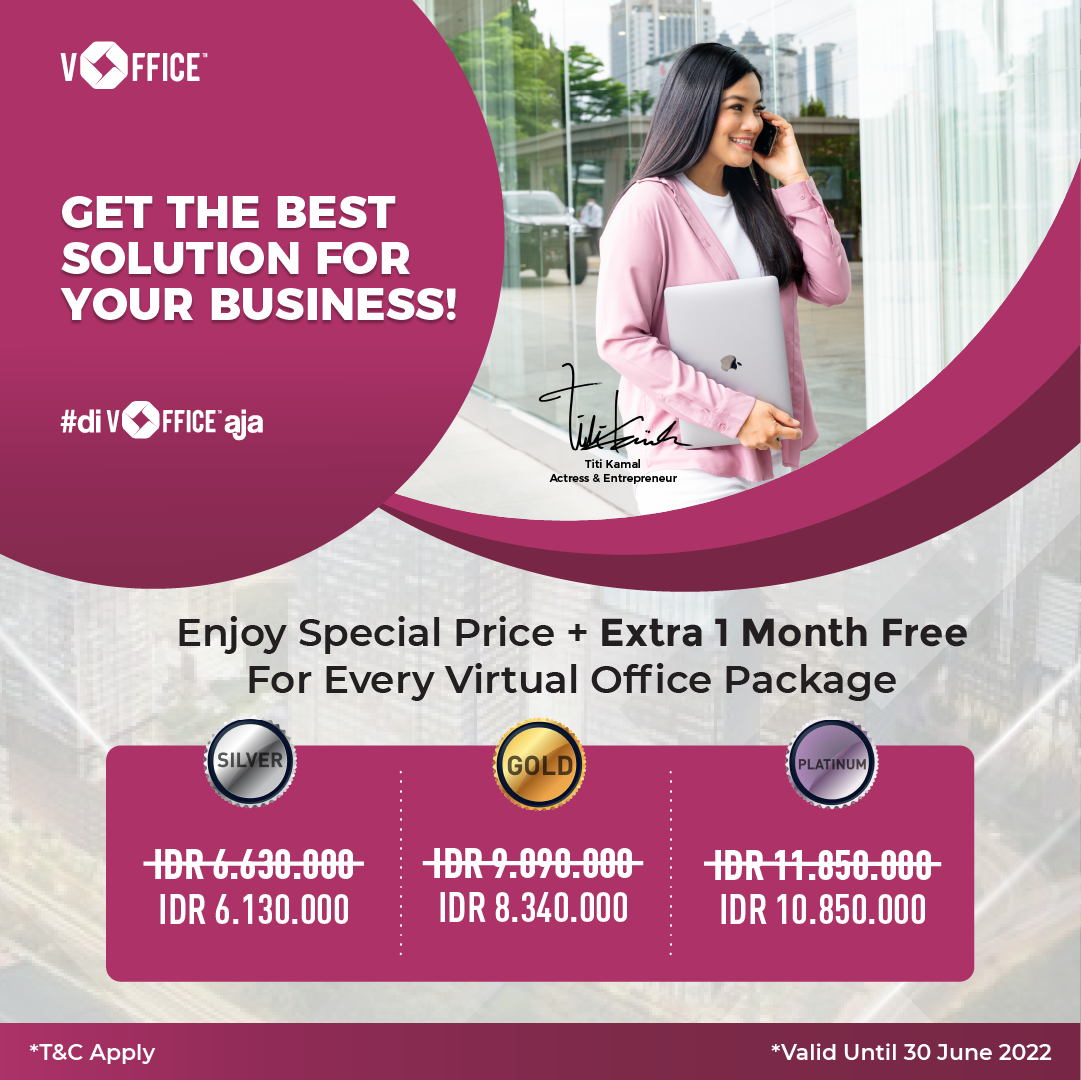 VOFFICE™
GET THE BEST
SOLUTION FOR
YOUR BUSINESS!
#di VOFFICE™ aja
Titi Kamal
Titi Kamal
Actress & Entrepreneur
Enjoy Special Price + Extra 1 Month Free
For Every Virtual Office Package
SILVER
GOLD
PLATINUM
IDR 6.630.000
IDR 9.090.000
IDR 11.850.000
IDR 6.130.000
IDR 8.340.000
IDR 10.850.000
*T&C Apply
*Valid Until 30 June 2022